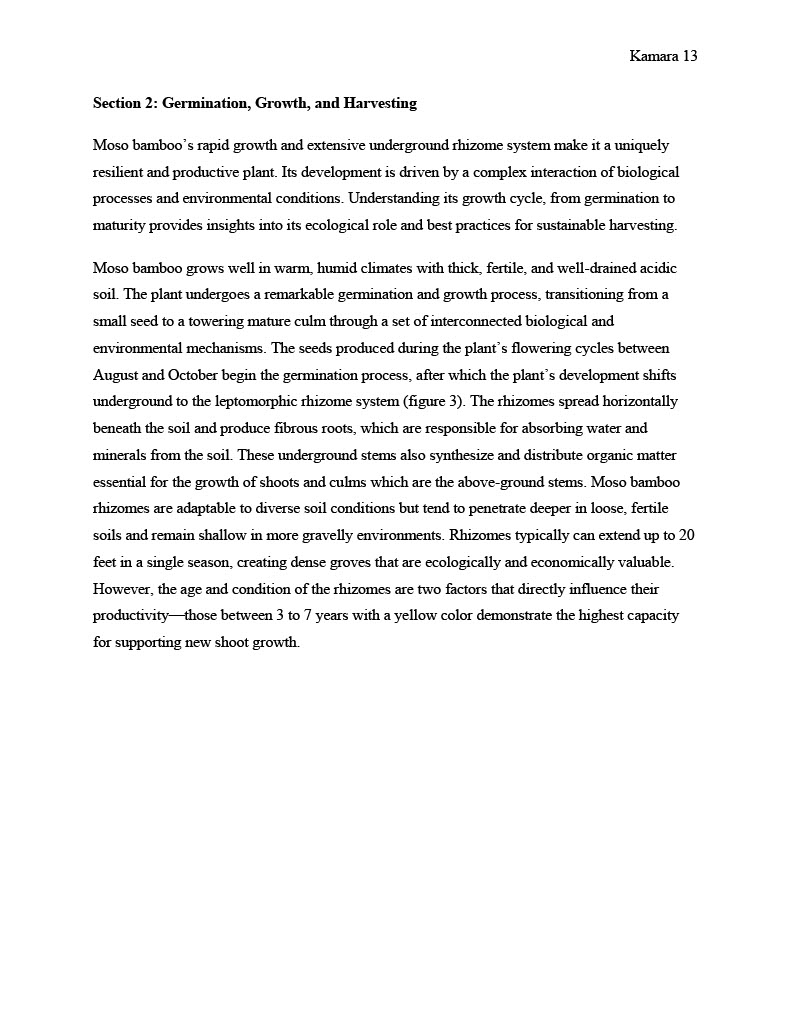 Kamara 13
Section 2: Germination, Growth, and Harvesting
Moso bamboo’s rapid growth and extensive underground rhizome system make it a uniquely
resilient and productive plant. Its development is driven by a complex interaction of biological
processes and environmental conditions. Understanding its growth cycle, from germination to
maturity provides insights into its ecological role and best practices for sustainable harvesting.
Moso bamboo grows well in warm, humid climates with thick, fertile, and well-drained acidic
soil. The plant undergoes a remarkable germination and growth process, transitioning from a
small seed to a towering mature culm through a set of interconnected biological and
environmental mechanisms. The seeds produced during the plant’s flowering cycles between
August and October begin the germination process, after which the plant’s development shifts
underground to the leptomorphic rhizome system (figure 3). The rhizomes spread horizontally
beneath the soil and produce fibrous roots, which are responsible for absorbing water and
minerals from the soil. These underground stems also synthesize and distribute organic matter
essential for the growth of shoots and culms which are the above-ground stems. Moso bamboo
rhizomes are adaptable to diverse soil conditions but tend to penetrate deeper in loose, fertile
soils and remain shallow in more gravelly environments. Rhizomes typically can extend up to 20
feet in a single season, creating dense groves that are ecologically and economically valuable.
However, the age and condition of the rhizomes are two factors that directly influence their
productivity—those between 3 to 7 years with a yellow color demonstrate the highest capacity
for supporting new shoot growth.